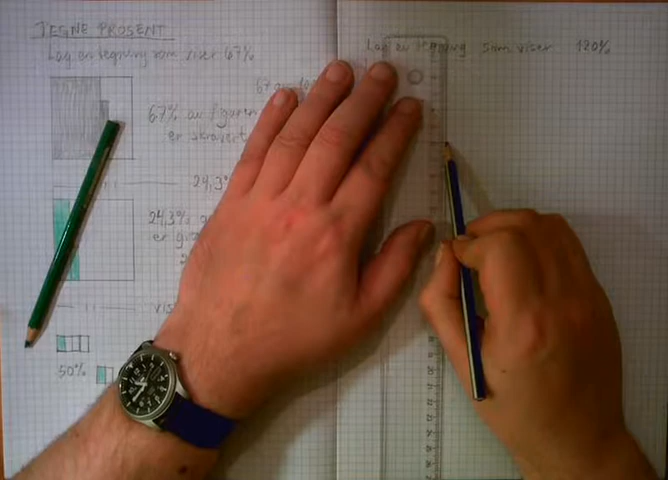 TEGNE PROSENT
Lag en tegning som viser 67%
67% av figuren
er skravert
24,3%
24,3%
er
vis
50%
Lag en tegning som viser 120%